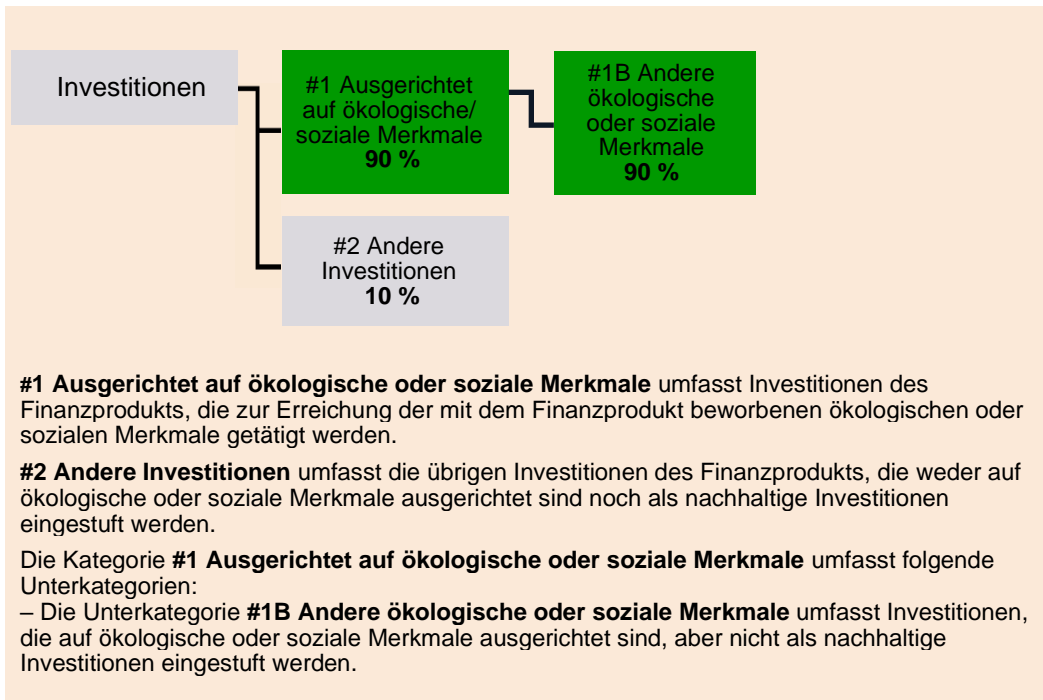 Investitionen
#1 Ausgerichtet
auf ökologische/
soziale Merkmale
90 %
#1B Andere
ökologische
oder soziale
Merkmale
90 %
#2 Andere
Investitionen
10 %
#1 Ausgerichtet auf ökologische oder soziale Merkmale umfasst Investitionen des
Finanzprodukts, die zur Erreichung der mit dem Finanzprodukt beworbenen ökologischen oder
sozialen Merkmale getätigt werden.
#2 Andere Investitionen umfasst die übrigen Investitionen des Finanzprodukts, die weder auf
ökologische oder soziale Merkmale ausgerichtet sind noch als nachhaltige Investitionen
eingestuft werden.
Die Kategorie #1 Ausgerichtet auf ökologische oder soziale Merkmale umfasst folgende
Unterkategorien:
– Die Unterkategorie #1B Andere ökologische oder soziale Merkmale umfasst Investitionen,
die auf ökologische oder soziale Merkmale ausgerichtet sind, aber nicht als nachhaltige
Investitionen eingestuft werden.